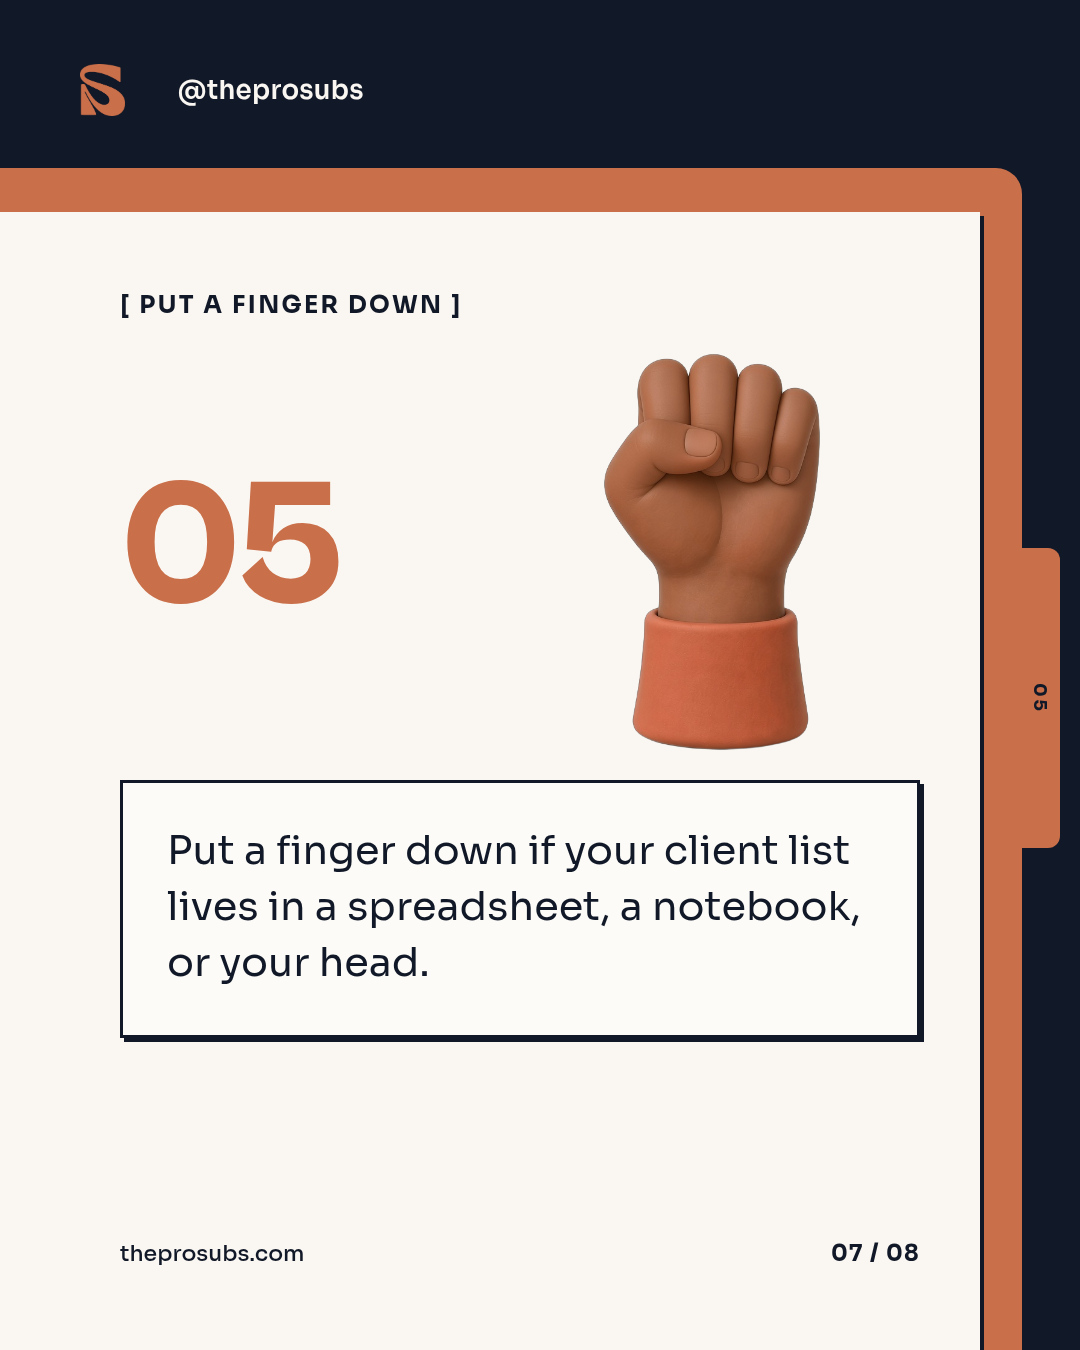 @theprosubs
[ PUT A FINGER DOWN ]
05
05
Put a finger down if your client list
lives in a spreadsheet, a notebook,
or your head.
theprosubs.com
07 / 08